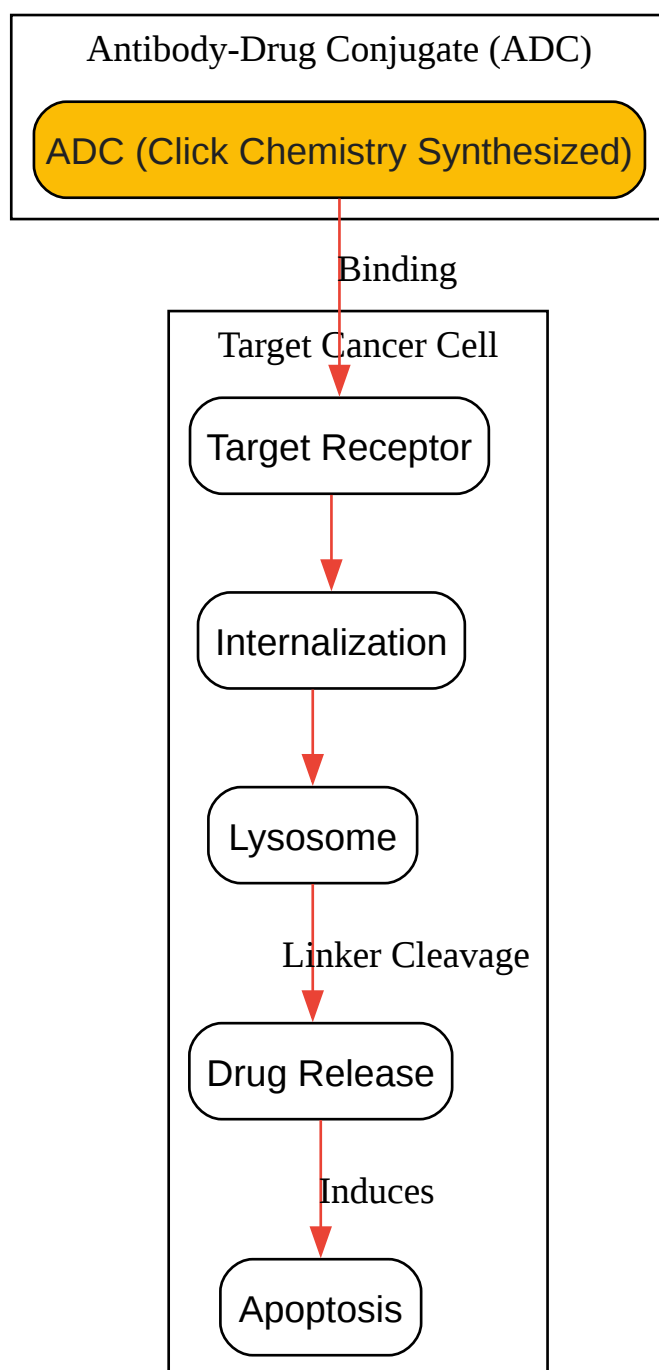 Antibody-Drug Conjugate (ADC)
ADC (Click Chemistry Synthesized)
Binding
Target Cancer Cell
Target Receptor
Internalization
Lysosome
Linker Cleavage
Drug Release
Induces
Apoptosis